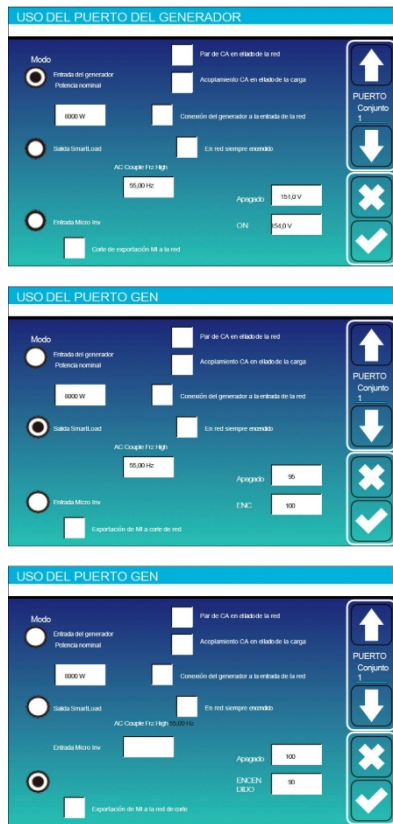 USO DEL PUERTO DEL GENERADOR
Modo
Par de CA en ellado de la red
Entrada del generador
Potencia nominal
Acoplamiento CA en ellado de la carga
PUERTO
Conjunto
1
8000 W
Conexión del generador a la entrada de la red
Salida SmartLoad
En red siempre encendido
AC Couple Frz High
55,00 Hz
Apagado
151,0 V
Entrada Micro Inv
ON
154,0 V
Corte de exportación MI a la red
USO DEL PUERTO GEN
Modo
Par de CA en ellado de la red
Entrada del generador
Potencia nominal
Acoplamiento CA en ellado de la carga
PUERTO
Conjunto
1
8000 W
Conexión del generador a la entrada de la red
Salida SmartLoad
En red siempre encendido
AC Couple Frz High
55,00 Hz
Apagado
95
Entrada Micro Inv
ENC
100
Exportación de MI a corte de red
USO DEL PUERTO GEN
Modo
Par de CA en ellado de la red
Entrada del generador
Potencia nominal
Acoplamiento CA en ellado de la carga
PUERTO
Conjunto
1
8000 W
Conexión del generador a la entrada de la red
Salida SmartLoad
En red siempre encendido
AC Couple Frz High 55,00 Hz
Entrada Micro Inv
Apagado
100
ENCEN
DIDO
90
Exportación de MI a la red de corte